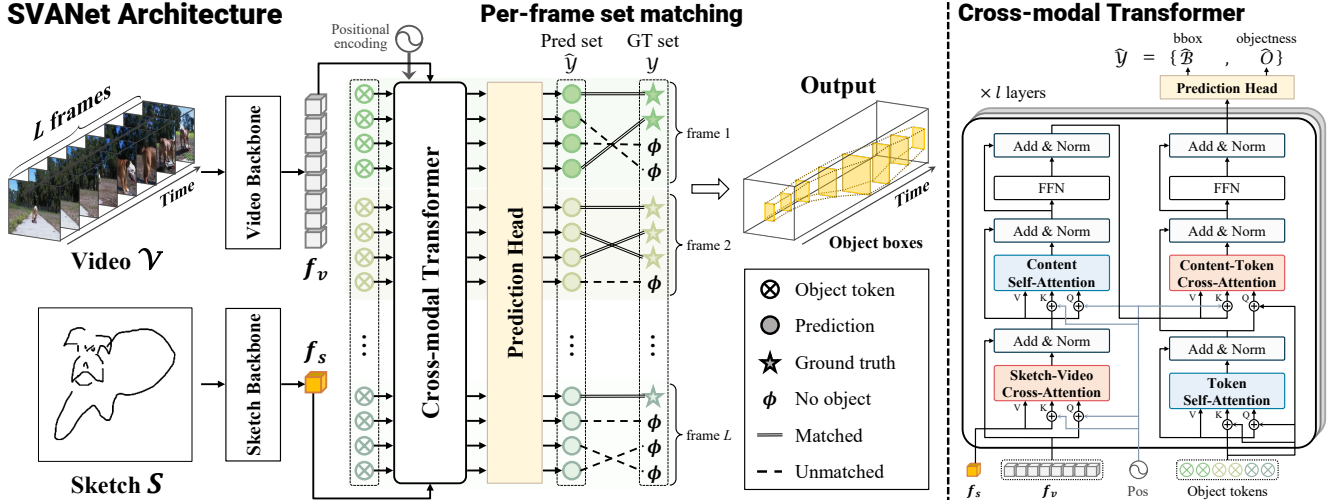 SVANet Architecture
Per-frame set matching
Cross-modal Transformer
Positional encoding
Pred set
GT set
ŷ
y
L frames
Time
Video 𝒱
Video Backbone
f_v
Sketch S
Sketch Backbone
f_s
Cross-modal Transformer
Prediction Head
ϕ
ϕ
frame 1
ϕ
frame 2
...
...
...
ϕ
ϕ
ϕ
frame L
Output
Time
Object boxes
Object token
Prediction
Ground truth
ϕ No object
Matched
Unmatched
bbox
objectness
ŷ = {ℬ̂ , 𝒪̂}
Prediction Head
× l layers
Add & Norm
Add & Norm
FFN
FFN
Add & Norm
Add & Norm
Content Self-Attention
Content-Token Cross-Attention
V K Q
V K Q
Add & Norm
Add & Norm
Sketch-Video Cross-Attention
Token Self-Attention
V K Q
V K Q
f_s
f_v
Pos
Object tokens